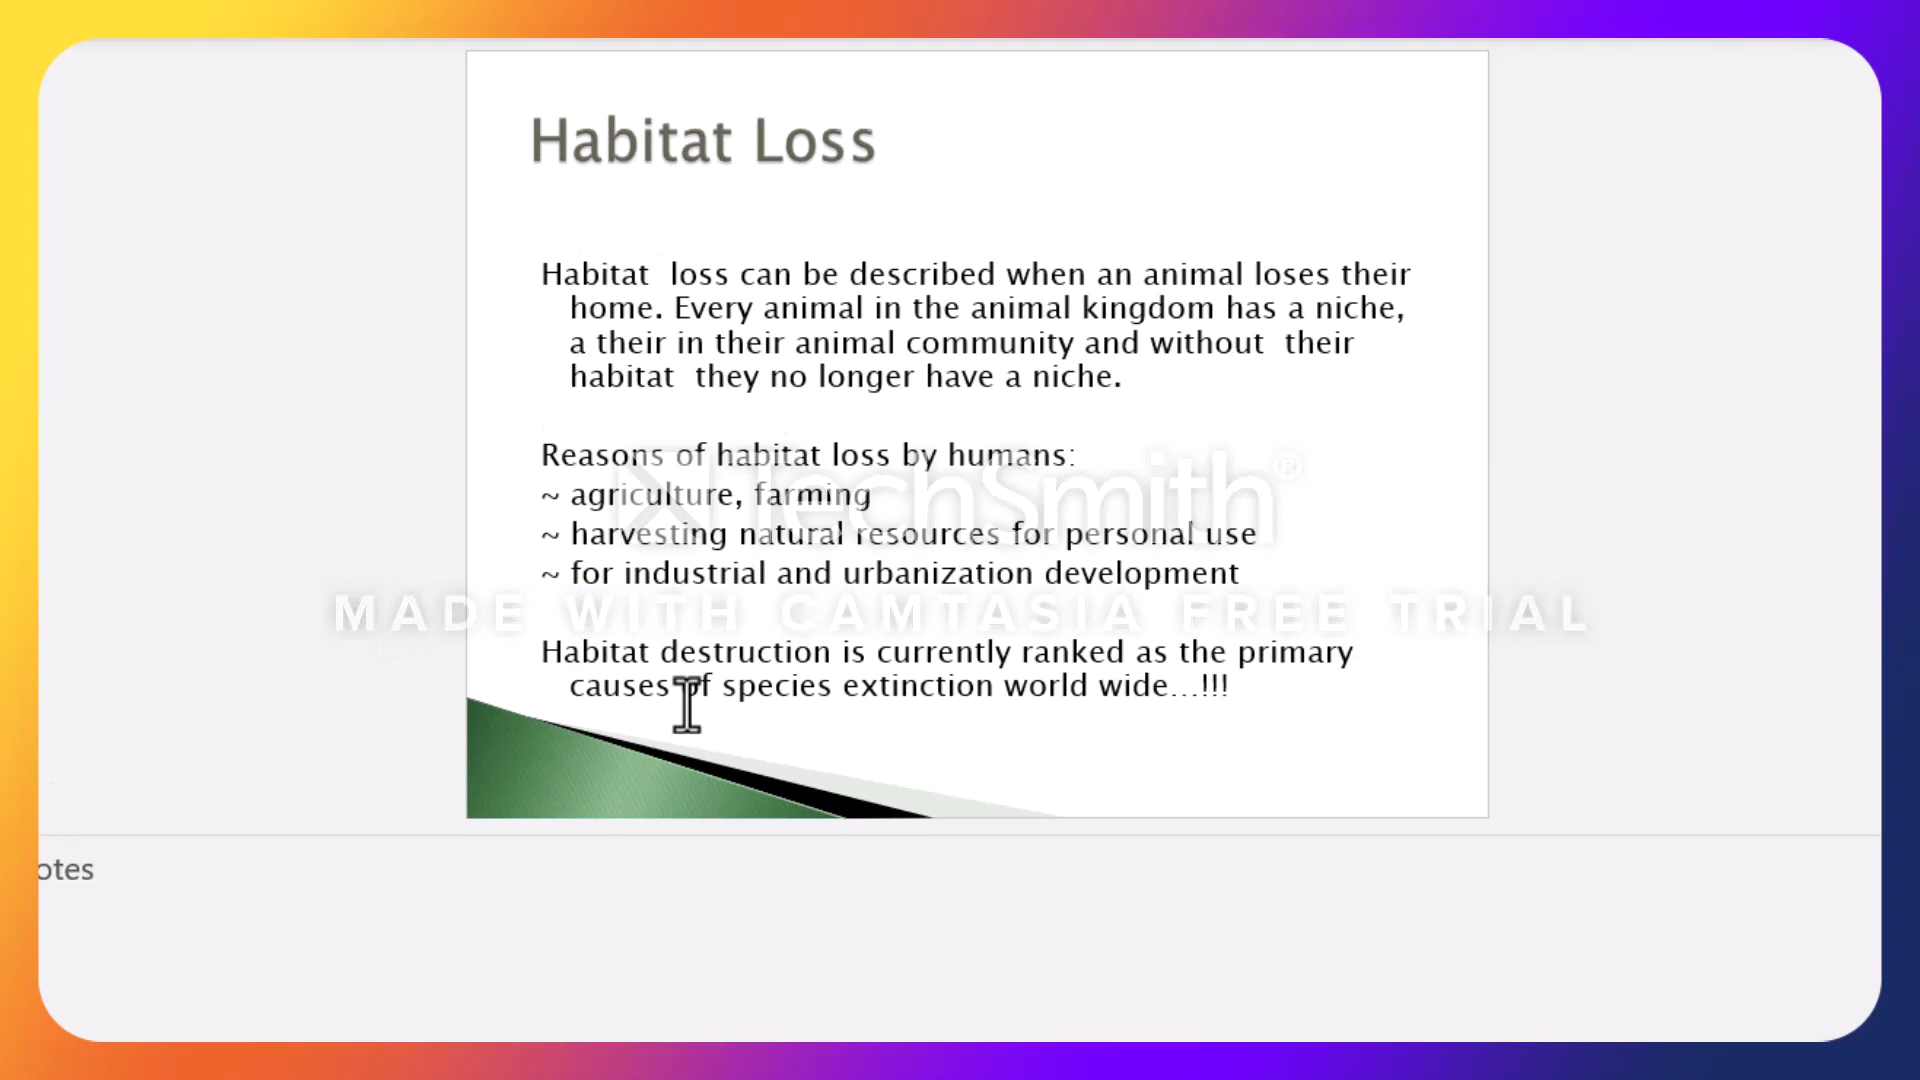 Habitat Loss
Habitat loss can be described when an animal loses their
home. Every animal in the animal kingdom has a niche,
a their in their animal community and without their
habitat they no longer have a niche.
Reasons of habitat loss by humans:
~ agriculture, farming
~ harvesting natural resources for personal use
~ for industrial and urbanization development
TechSmith®
MADE WITH CAMTASIA FREE TRIAL
Habitat destruction is currently ranked as the primary
causes of species extinction world wide...!!!
otes